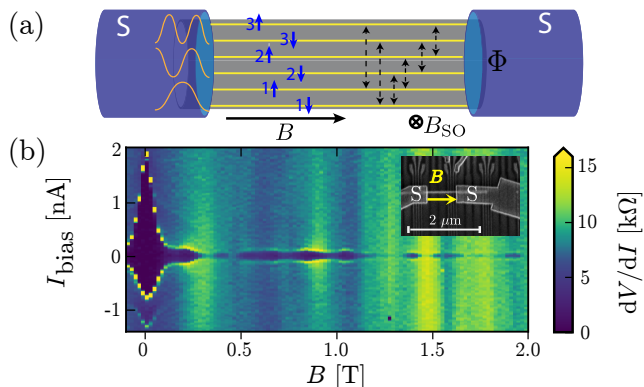 (a)
S
S
3↑
3↓
2↑
2↓
1↑
1↓
Φ
B
⊗B_SO
(b)
I_bias [nA]
2
1
0
-1
0
0.5
1.0
1.5
2.0
B [T]
B
S
S
2 μm
15
10
5
0
dV/dI [kΩ]